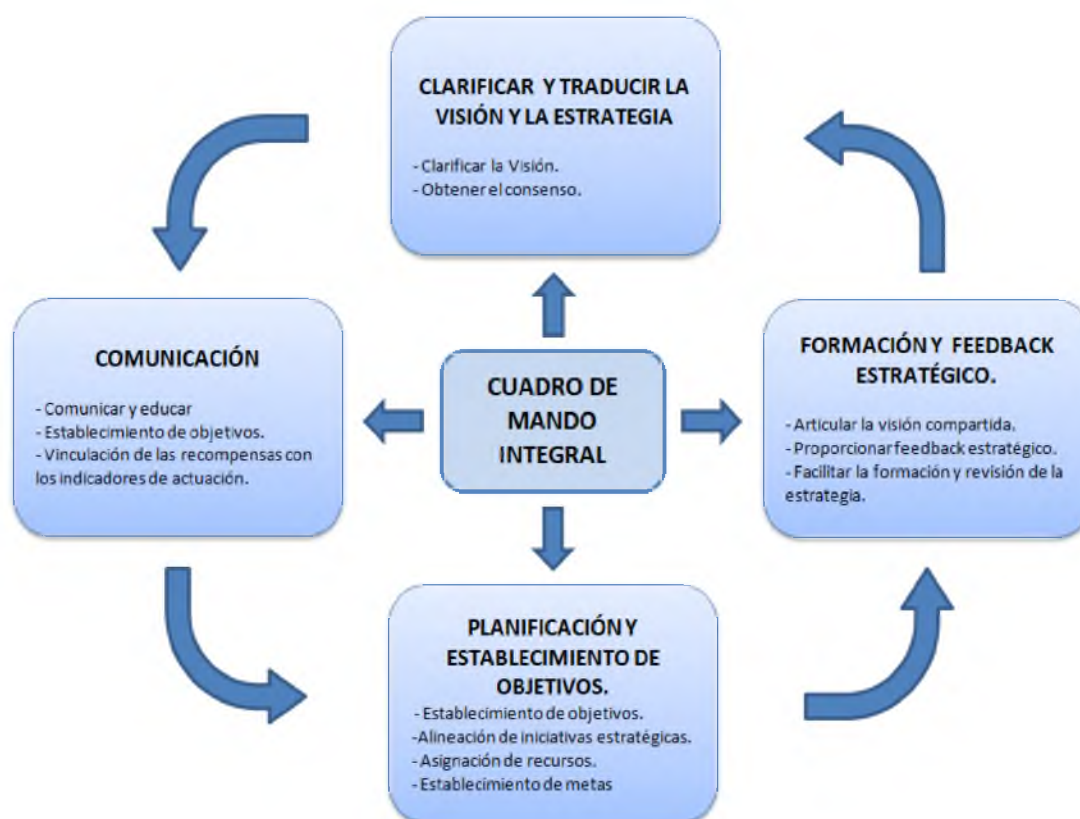 CLARIFICAR Y TRADUCIR LA
VISIÓN Y LA ESTRATEGIA
- Clarificar la Visión.
- Obtener el consenso.
COMUNICACIÓN
- Comunicar y educar
- Establecimiento de objetivos.
- Vinculación de las recompensas con
los indicadores de actuación.
CUADRO DE
MANDO
INTEGRAL
FORMACIÓN Y FEEDBACK
ESTRATÉGICO.
- Articular la visión compartida.
- Proporcionar feedback estratégico.
- Facilitar la formación y revisión de la
estrategia.
PLANIFICACIÓN Y
ESTABLECIMIENTO DE
OBJETIVOS.
- Establecimiento de objetivos.
-Alineación de iniciativas estratégicas.
- Asignación de recursos.
- Establecimiento de metas